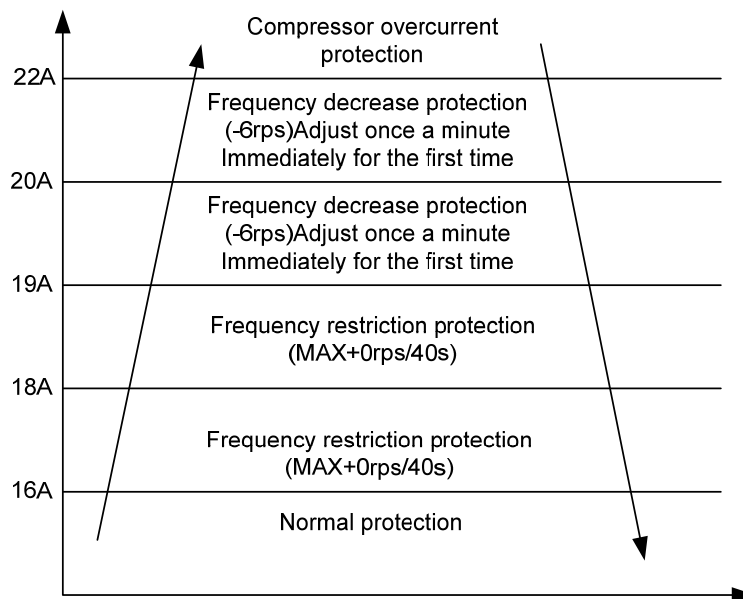 Compressor overcurrent
protection
22A
Frequency decrease protection
(-6rps)Adjust once a minute
Immediately for the first time
20A
Frequency decrease protection
(-6rps)Adjust once a minute
Immediately for the first time
19A
Frequency restriction protection
(MAX+0rps/40s)
18A
Frequency restriction protection
(MAX+0rps/40s)
16A
Normal protection